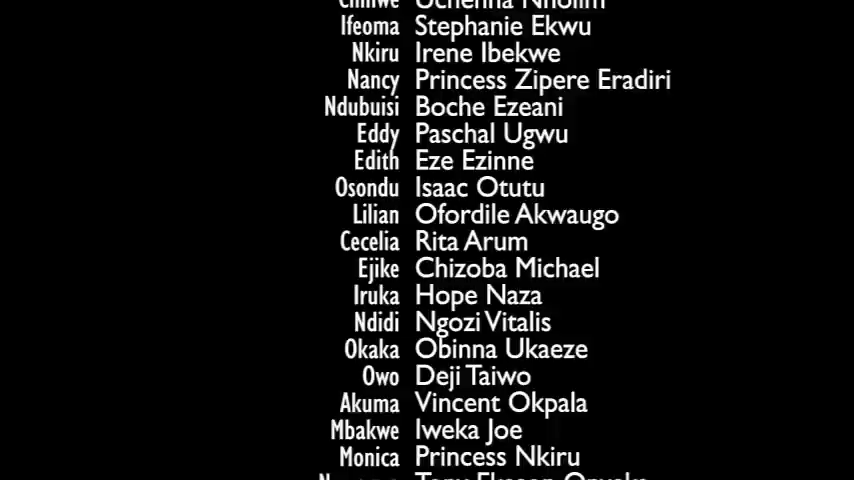 Ifeoma Stephanie Ekwu
Nkiru Irene Ibekwe
Nancy Princess Zipere Eradiri
Ndubuisi Boche Ezeani
Eddy Paschal Ugwu
Edith Eze Ezinne
Osondu Isaac Otutu
Lilian Ofordile Akwaugo
Cecelia Rita Arum
Ejike Chizoba Michael
Iruka Hope Naza
Ndidi Ngozi Vitalis
Okaka Obinna Ukaeze
Owo Deji Taiwo
Akuma Vincent Okpala
Mbakwe Iweka Joe
Monica Princess Nkiru